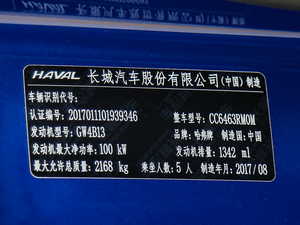 HAVAL 长城汽车股份有限公司(中国)制造
车辆识别代号:
认证编号: 2017011101939346 整车型号: CC6463RM0M
发动机型号: GW4B13 品牌: 哈弗牌 制造国: 中国
发动机最大净功率: 100 kW 发动机排量: 1342 ml
最大允许总质量: 2168 kg 乘坐人数: 5 人 制造年月: 2017/08